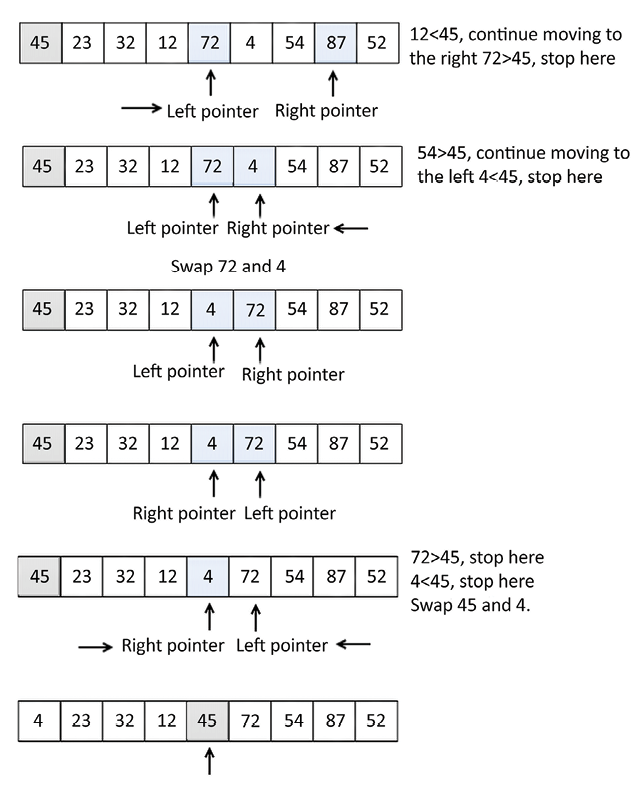 45 23 32 12 72 4 54 87 52
12<45, continue moving to
the right 72>45, stop here
Left pointer Right pointer
45 23 32 12 72 4 54 87 52
54>45, continue moving to
the left 4<45, stop here
Left pointer Right pointer
Swap 72 and 4
45 23 32 12 4 72 54 87 52
Left pointer Right pointer
45 23 32 12 4 72 54 87 52
Right pointer Left pointer
45 23 32 12 4 72 54 87 52
72>45, stop here
4<45, stop here
Swap 45 and 4.
Right pointer Left pointer
4 23 32 12 45 72 54 87 52